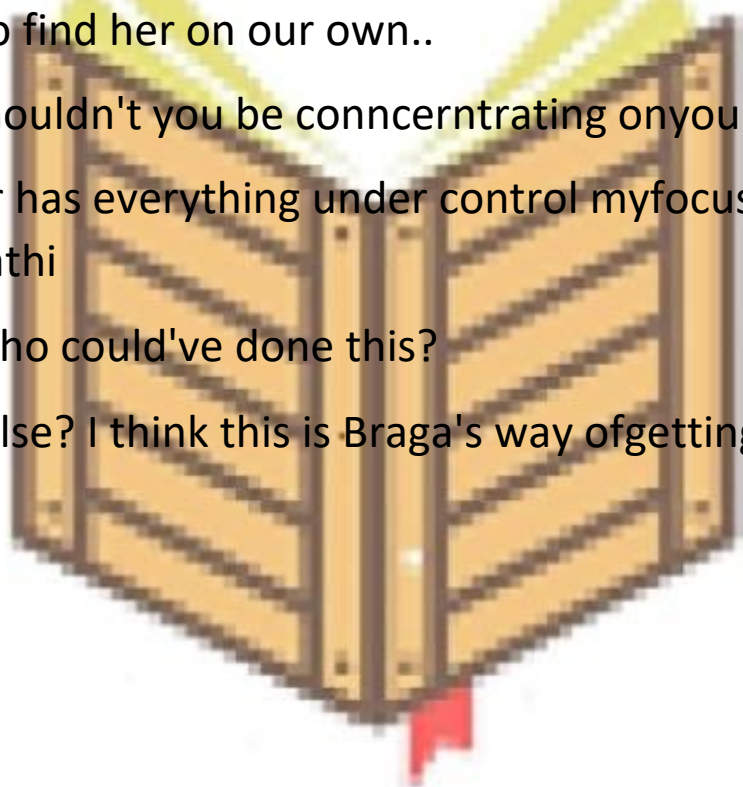 find her on our own..
ouldn't you be conncerntrating onyou
has everything under control myfocus
thi
ho could've done this?
lse? I think this is Braga's way ofgetting